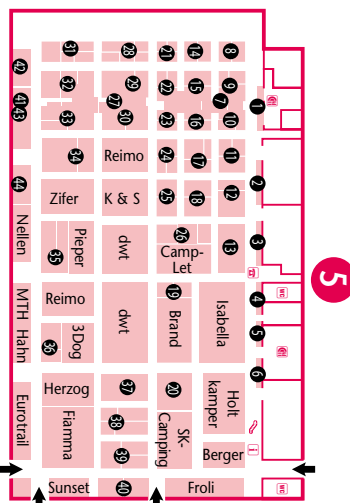 31 28 21 14 8
42 32 29 22 15 9
7
27
41 1
43 33 30 23 16 10
34 Reimo 24 17 11
44 Zifer K & S 25 18 12 2
Nellen
35 Pieper dwt 26 Camp-
Let 13 3
5
MTH Hahn Reimo dwt 19 Brand Isabella 4 WC
36 3Dog 5
6
Eurotrail Herzog 37 20 Holt
kamper
Fiamma 38 SK-
Camping i
39 Berger
Sunset 40 Froli WC